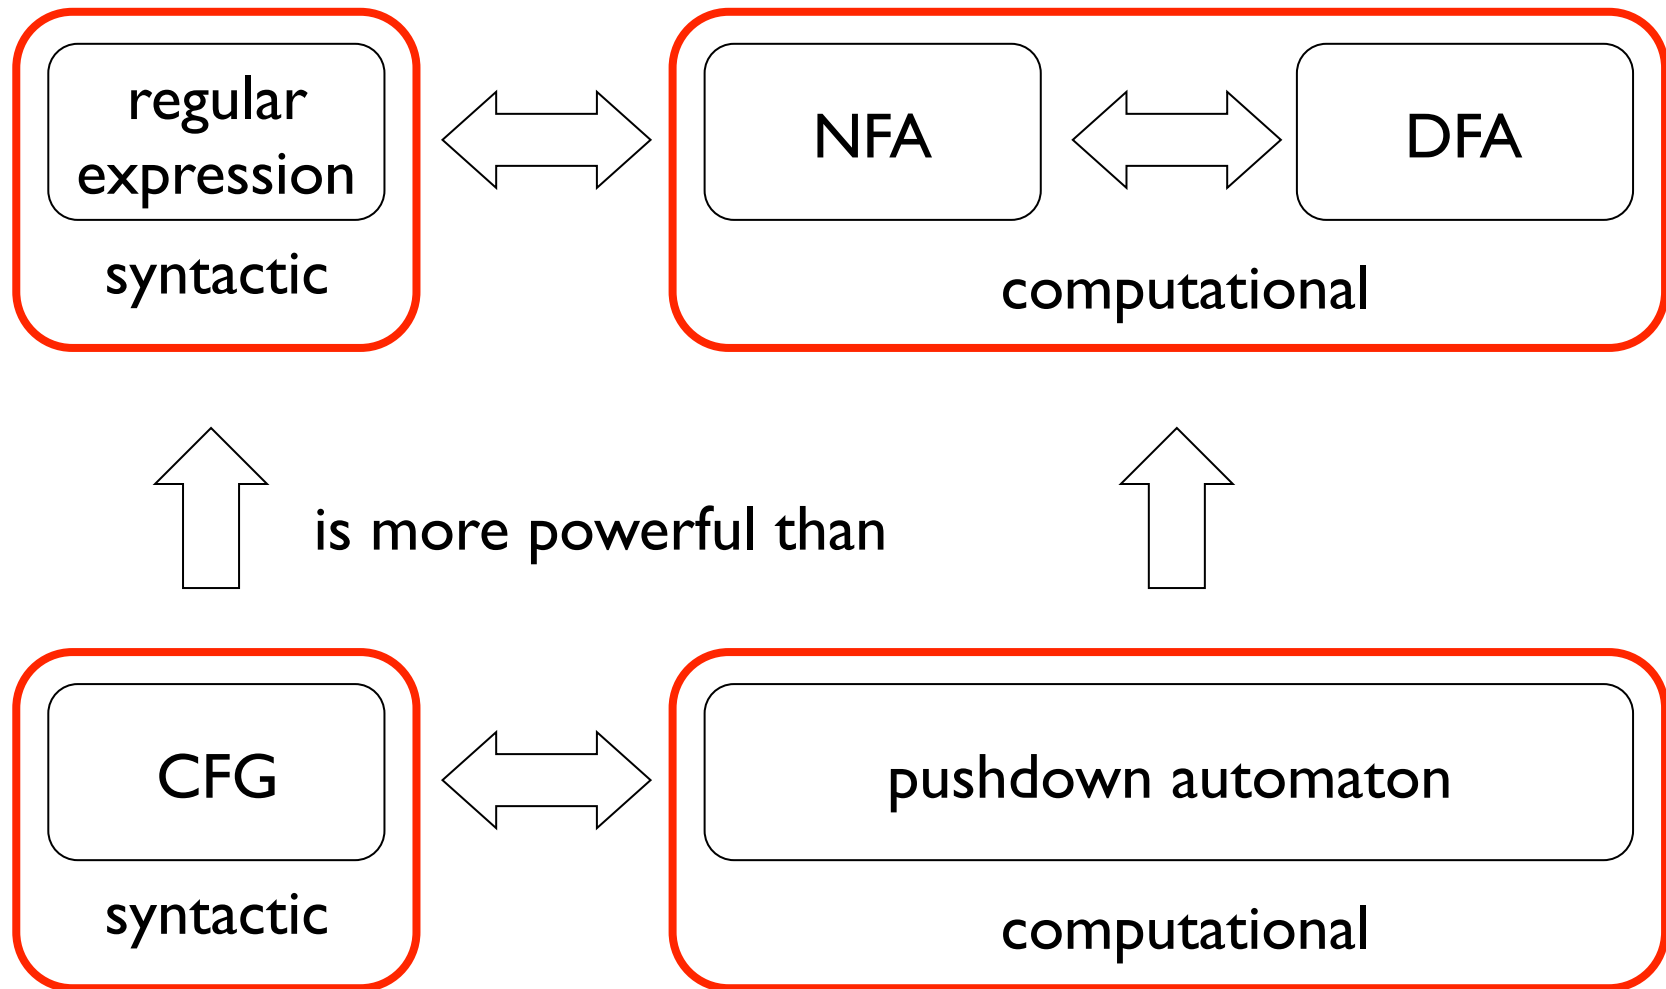 regular
expression
syntactic
NFA
DFA
computational
is more powerful than
CFG
syntactic
pushdown automaton
computational